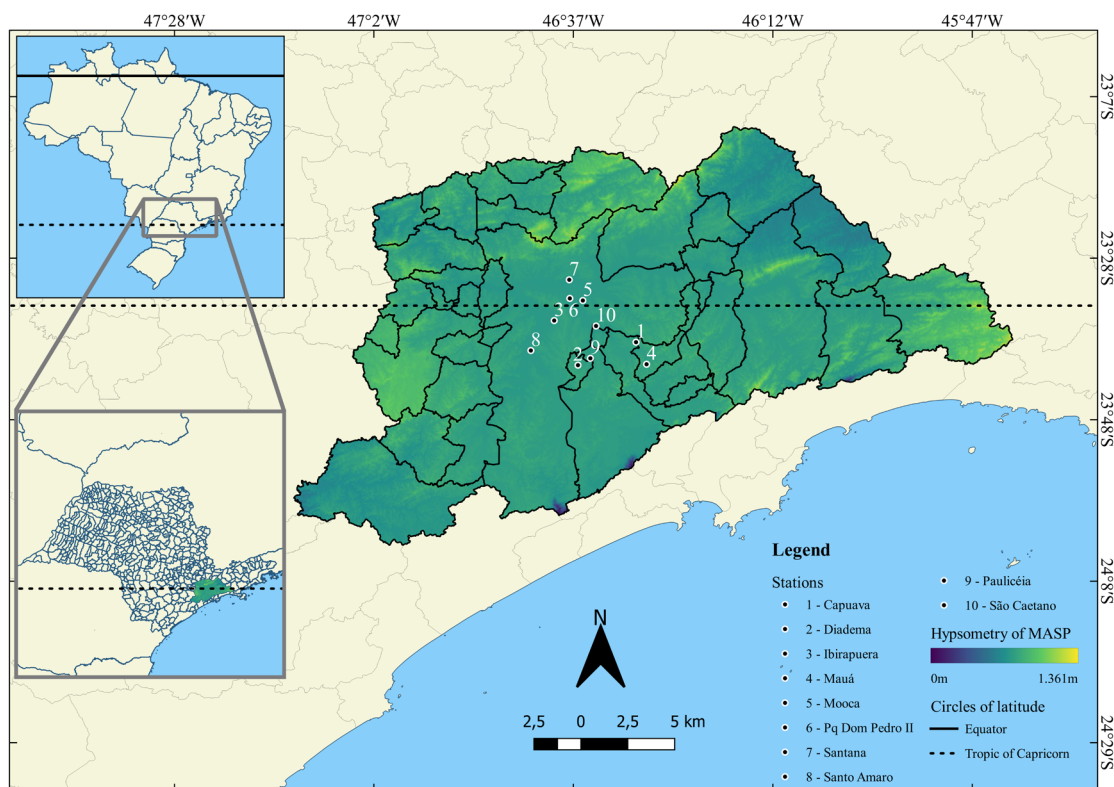 47°28'W 47°2'W 46°37'W 46°12'W 45°47'W
23°7'S
23°28'S
23°48'S
24°8'S
24°29'S
7
5
6
3
10
8
1
2
9
4
N
2,5 0 2,5 5 km
Legend
Stations
1 - Capuava
2 - Diadema
3 - Ibirapuera
4 - Mauá
5 - Mooca
6 - Pq Dom Pedro II
7 - Santana
8 - Santo Amaro
9 - Paulicéia
10 - São Caetano
Hypsometry of MASP
0m 1.361m
Circles of latitude
Equator
Tropic of Capricorn